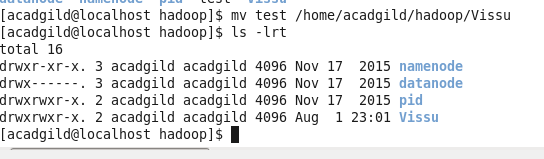 [acadgild@localhost hadoop]$ mv test /home/acadgild/hadoop/Vissu
[acadgild@localhost hadoop]$ ls -lrt
total 16
drwxr-xr-x. 3 acadgild acadgild 4096 Nov 17  2015 namenode
drwx------. 3 acadgild acadgild 4096 Nov 17  2015 datanode
drwxrwxr-x. 2 acadgild acadgild 4096 Nov 17  2015 pid
drwxrwxr-x. 2 acadgild acadgild 4096 Aug  1 23:01 Vissu
[acadgild@localhost hadoop]$